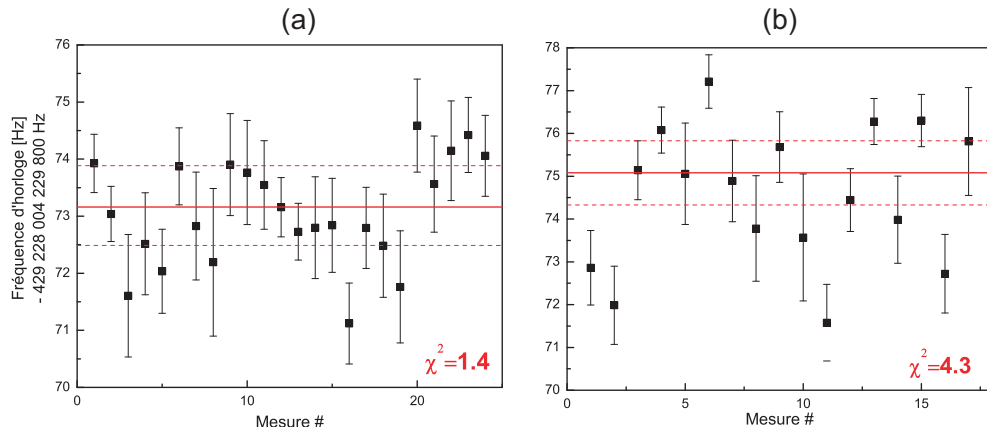 (a)
(b)
Fréquence d'horloge [Hz]
- 429 228 004 229 800 Hz
76
75
74
73
72
71
70
0
10
20
Mesure #
χ²=1.4
78
77
76
75
74
73
72
71
70
0
5
10
15
Mesure #
χ²=4.3